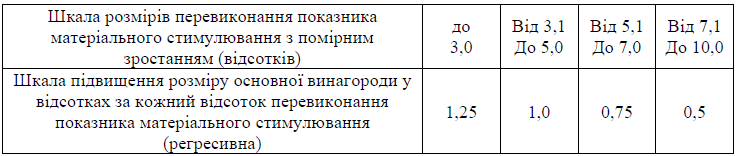 Шкала розмірів перевиконання показника
матеріального стимулювання з помірним
зростанням (відсотків)
до
3,0
Від 3,1
До 5,0
Від 5,1
До 7,0
Від 7,1
До 10,0
Шкала підвищення розміру основної винагороди у
відсотках за кожний відсоток перевиконання
показника матеріального стимулювання
(регресивна)
1,25
1,0
0,75
0,5